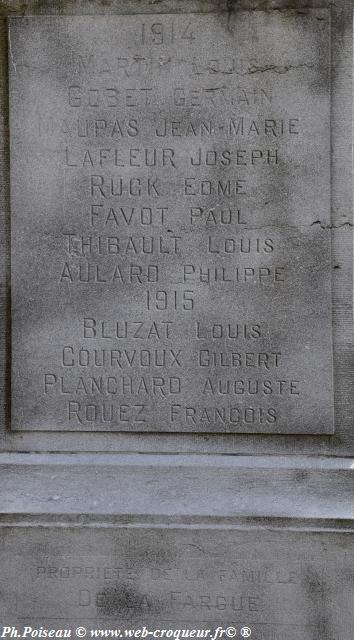 1914
MARTIN LOUIS
GOBET GERMAIN
MAUPAS JEAN-MARIE
LAFLEUR JOSEPH
RUCK EDME
FAVOT PAUL
THIBAULT LOUIS
AULARD PHILIPPE
1915
BLUZAT LOUIS
COURVOUX GILBERT
PLANCHARD AUGUSTE
ROUEZ FRANCOIS
PROPRIETE DE LA FAMILLE
DE LA FARGUE
Ph.Poiseau © www-web-croqueur.fr© ®